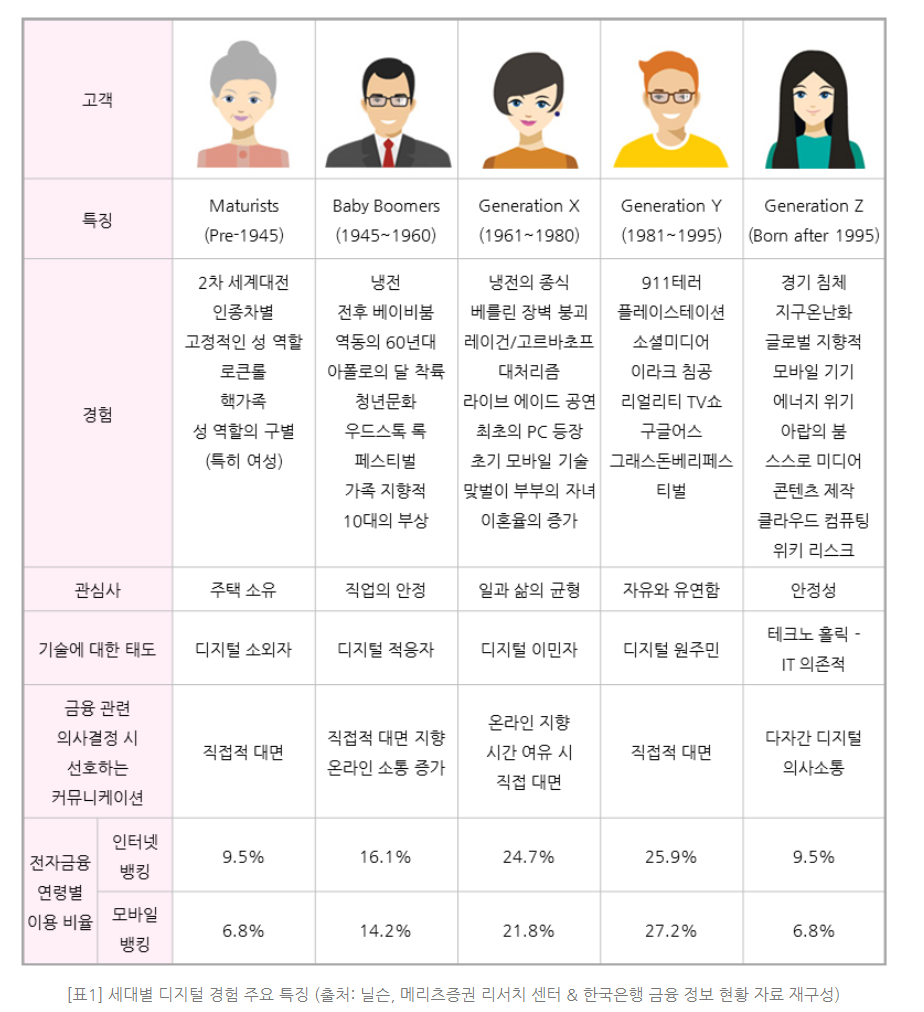 고객
특징
Maturists
(Pre-1945)
Baby Boomers
(1945~1960)
Generation X
(1961~1980)
Generation Y
(1981~1995)
Generation Z
(Born after 1995)
경험
2차 세계대전
인종차별
고정적인 성 역할
로큰롤
핵가족
성 역할의 구별
(특히 여성)
냉전
전후 베이비붐
역동의 60년대
아폴로의 달 착륙
청년문화
우드스톡 록
페스티벌
가족 지향적
10대의 부상
냉전의 종식
베를린 장벽 붕괴
레이건/고르바초프
대처리즘
라이브 에이드 공연
최초의 PC 등장
초기 모바일 기술
맞벌이 부부의 자녀
이혼율의 증가
911테러
플레이스테이션
소셜미디어
이라크 침공
리얼리티 TV쇼
구글어스
그래스돈베리페스
티벌
경기 침체
지구온난화
글로벌 지향적
모바일 기기
에너지 위기
아랍의 봄
스스로 미디어
콘텐츠 제작
클라우드 컴퓨팅
위키 리스크
관심사
주택 소유
직업의 안정
일과 삶의 균형
자유와 유연함
안정성
기술에 대한 태도
디지털 소외자
디지털 적응자
디지털 이민자
디지털 원주민
테크노 홀릭 -
IT 의존적
금융 관련
의사결정 시
선호하는
커뮤니케이션
직접적 대면
직접적 대면 지향
온라인 소통 증가
온라인 지향
시간 여유 시
직접 대면
직접적 대면
다자간 디지털
의사소통
전자금융
연령별
이용 비율
인터넷
뱅킹
9.5%
16.1%
24.7%
25.9%
9.5%
모바일
뱅킹
6.8%
14.2%
21.8%
27.2%
6.8%
[표1] 세대별 디지털 경험 주요 특징 (출처: 닐슨, 메리츠증권 리서치 센터 & 한국은행 금융 정보 현황 자료 재구성)